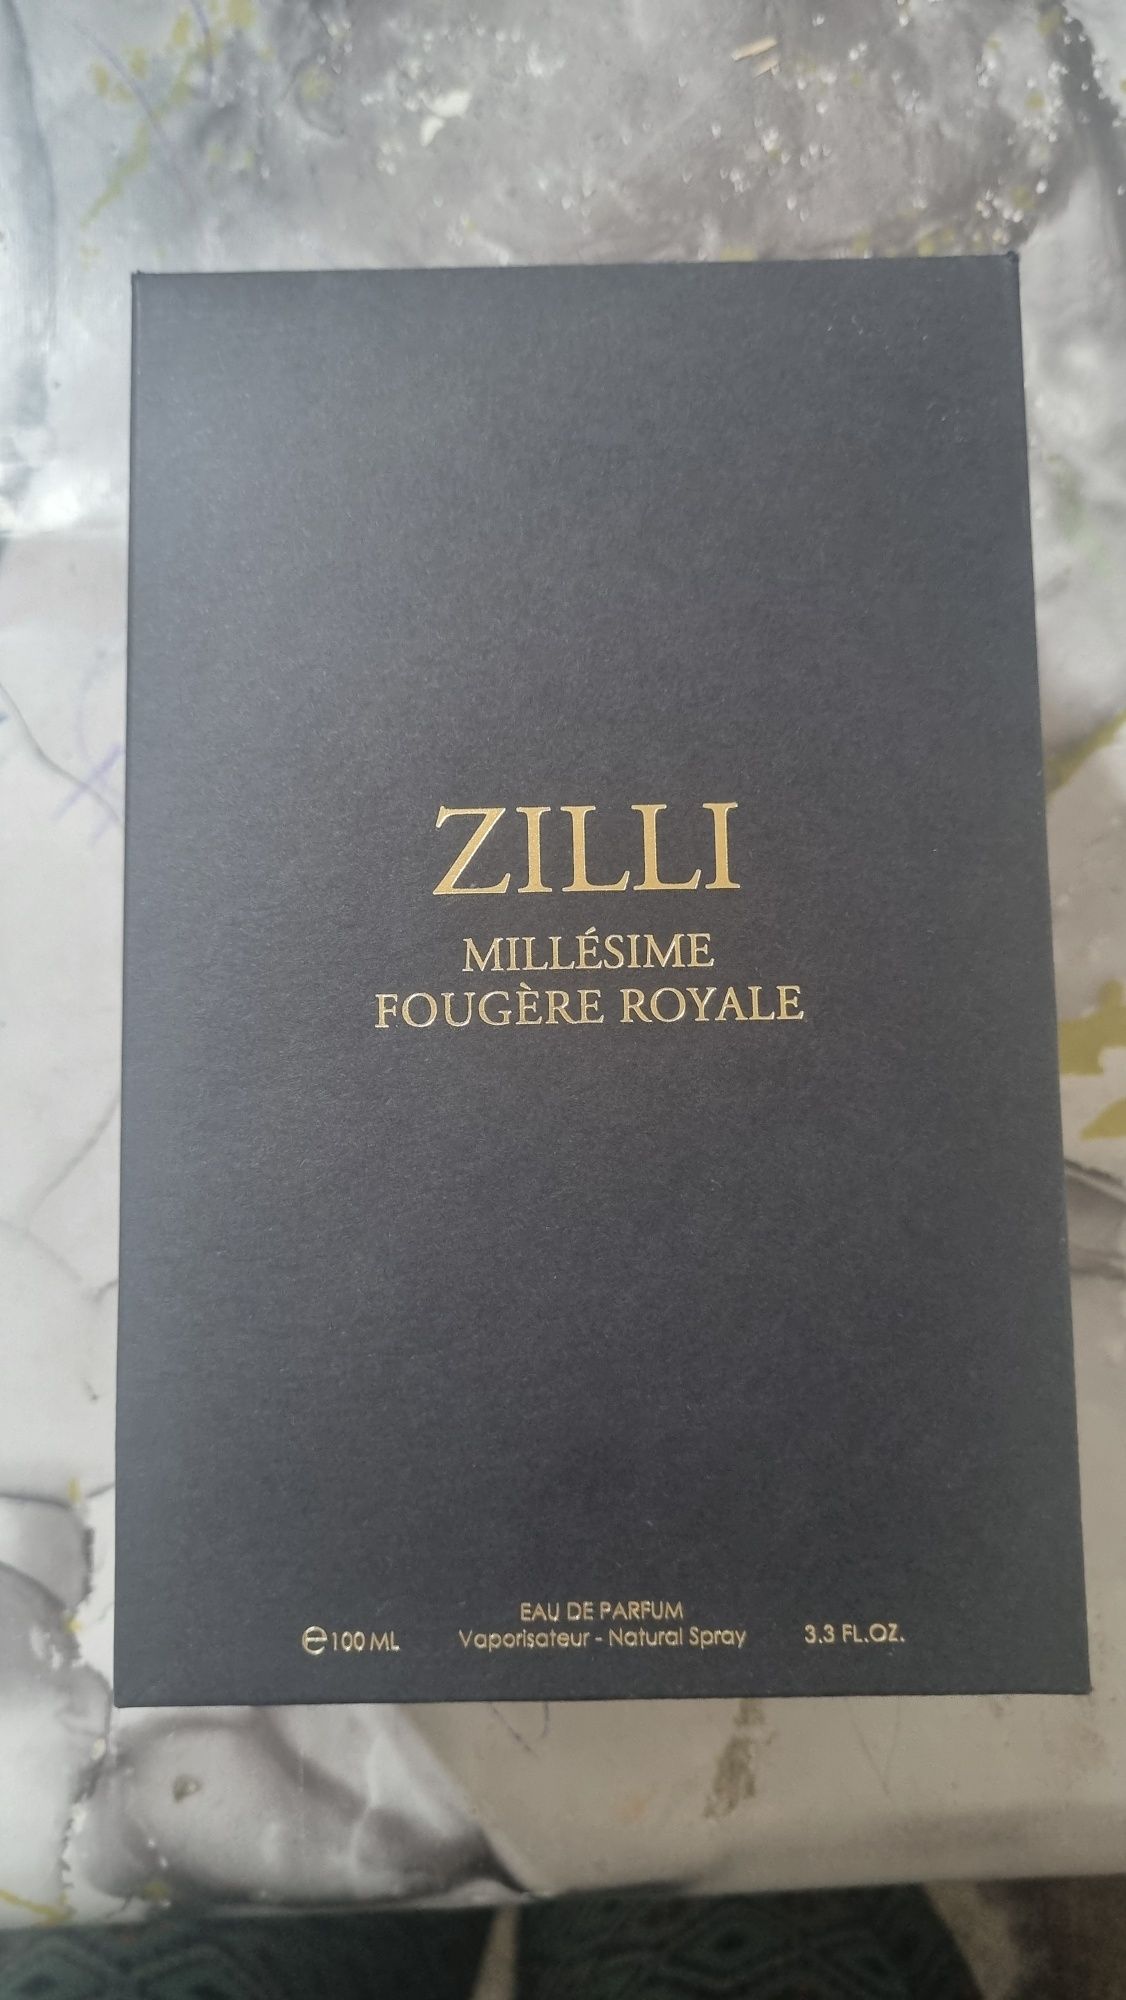 ZILLI
MILLÉSIME
FOUGÈRE ROYALE
EAU DE PARFUM
℮100 ML Vaporisateur - Natural Spray 3.3 FL.OZ.